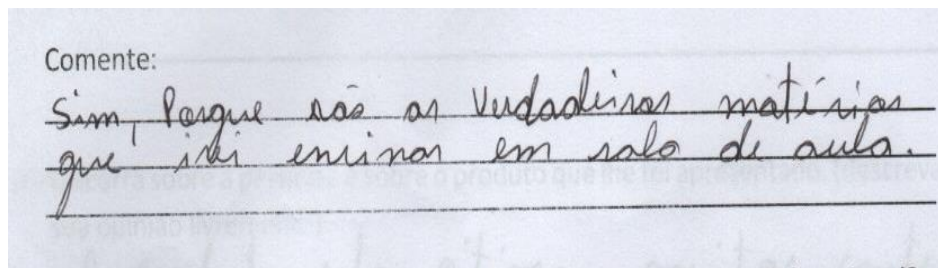 Comente:
Sim, Porque são as verdadeiras matérias
que irei ensinar em sala de aula.